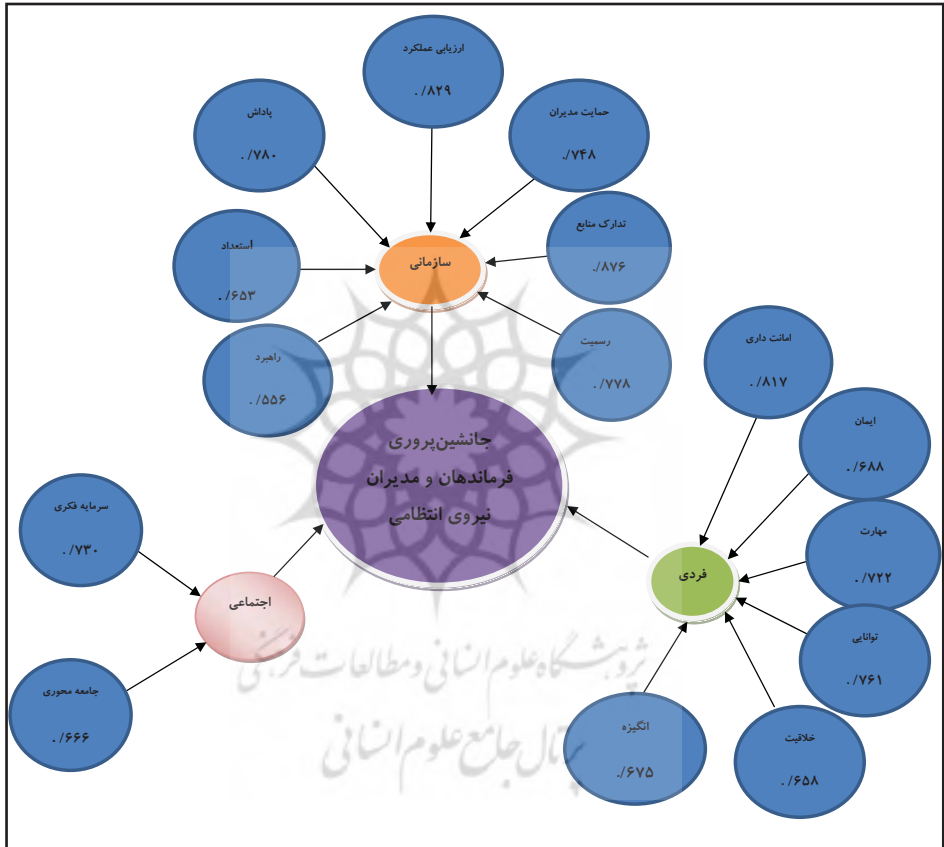 ارزیابی عملکرد
./۸۲۹
پاداش
./۷۸۰
حمایت مدیران
./۷۴۸
استعداد
./۶۵۳
تدارک منابع
./۸۷۶
سازمانی
راهبرد
./۵۵۶
رسمیت
./۷۷۸
امانت داری
./۸۱۷
جانشین‌پروری
فرماندهان و مدیران
نیروی انتظامی
ایمان
./۶۸۸
سرمایه فکری
./۷۳۰
مهارت
./۷۲۲
فردی
اجتماعی
توانایی
./۷۶۱
جامعه محوری
./۶۶۶
انگیزه
./۶۷۵
خلاقیت
./۶۵۸
پژوهشگاه علوم انسانی و مطالعات فرهنگی
پرتال جامع علوم انسانی